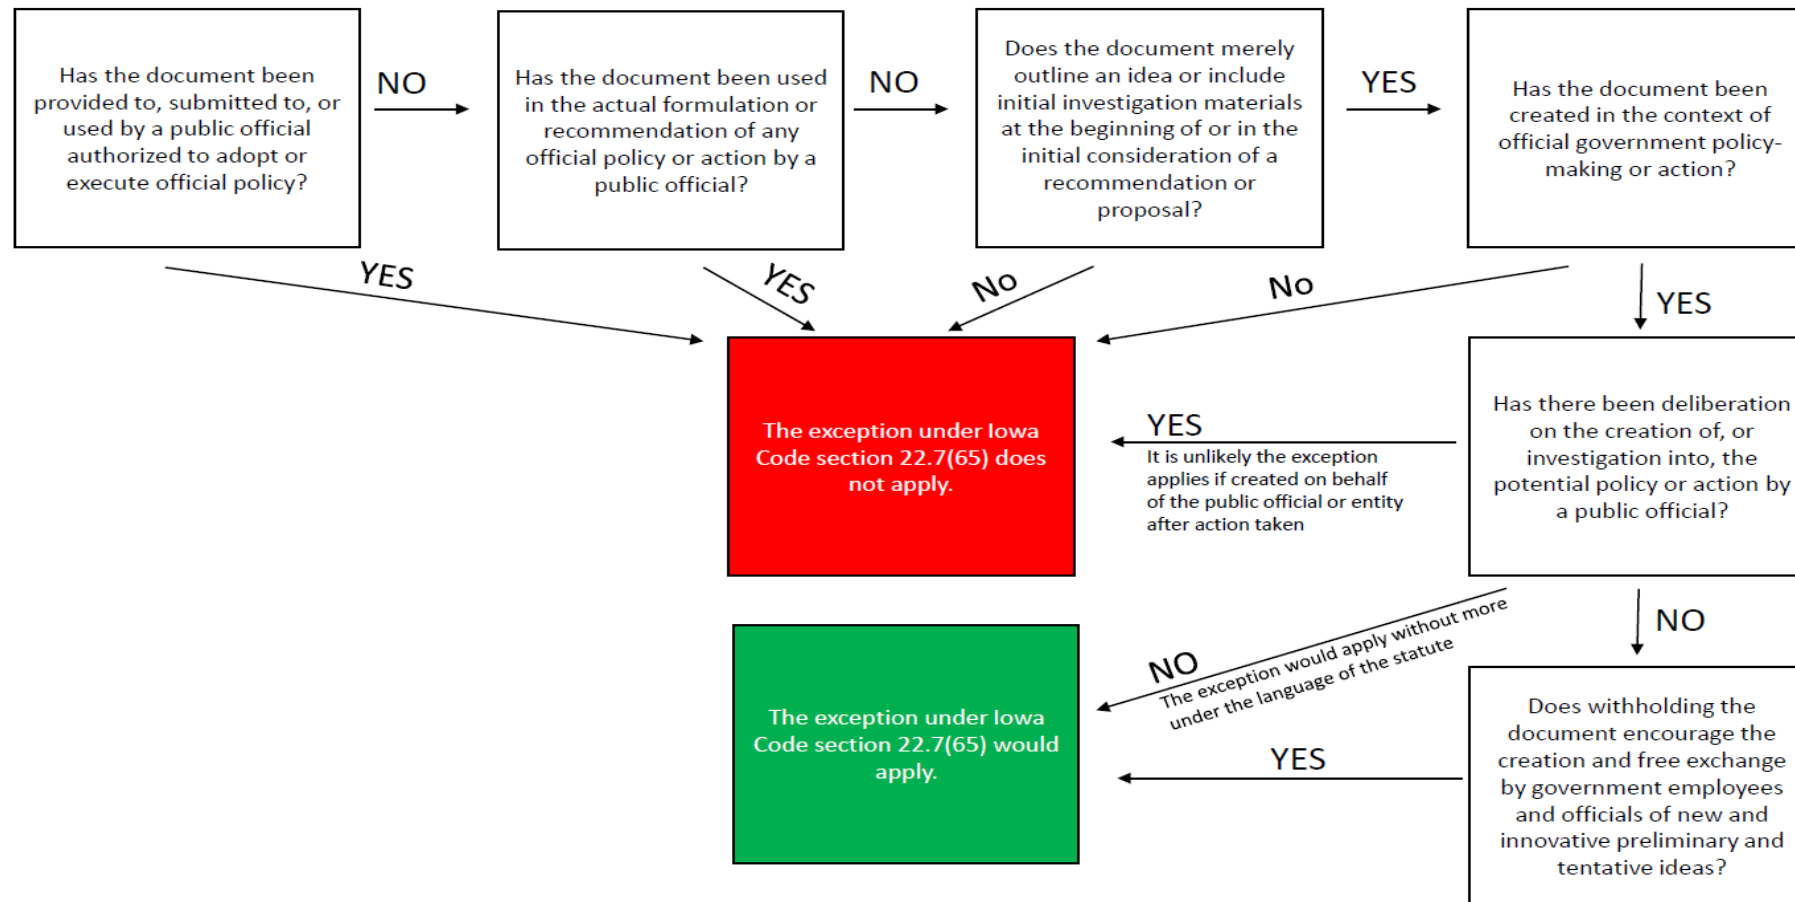 Has the document been
provided to, submitted to, or
used by a public official
authorized to adopt or
execute official policy?
NO
Has the document been used
in the actual formulation or
recommendation of any
official policy or action by a
public official?
NO
Does the document merely
outline an idea or include
initial investigation materials
at the beginning of or in the
initial consideration of a
recommendation or
proposal?
YES
Has the document been
created in the context of
official government policy-
making or action?
YES
YES
No
No
YES
The exception under Iowa
Code section 22.7(65) does
not apply.
YES
It is unlikely the exception
applies if created on behalf
of the public official or entity
after action taken
Has there been deliberation
on the creation of, or
investigation into, the
potential policy or action by
a public official?
NO
The exception would apply without more
under the language of the statute
NO
The exception under Iowa
Code section 22.7(65) would
apply.
YES
Does withholding the
document encourage the
creation and free exchange
by government employees
and officials of new and
innovative preliminary and
tentative ideas?